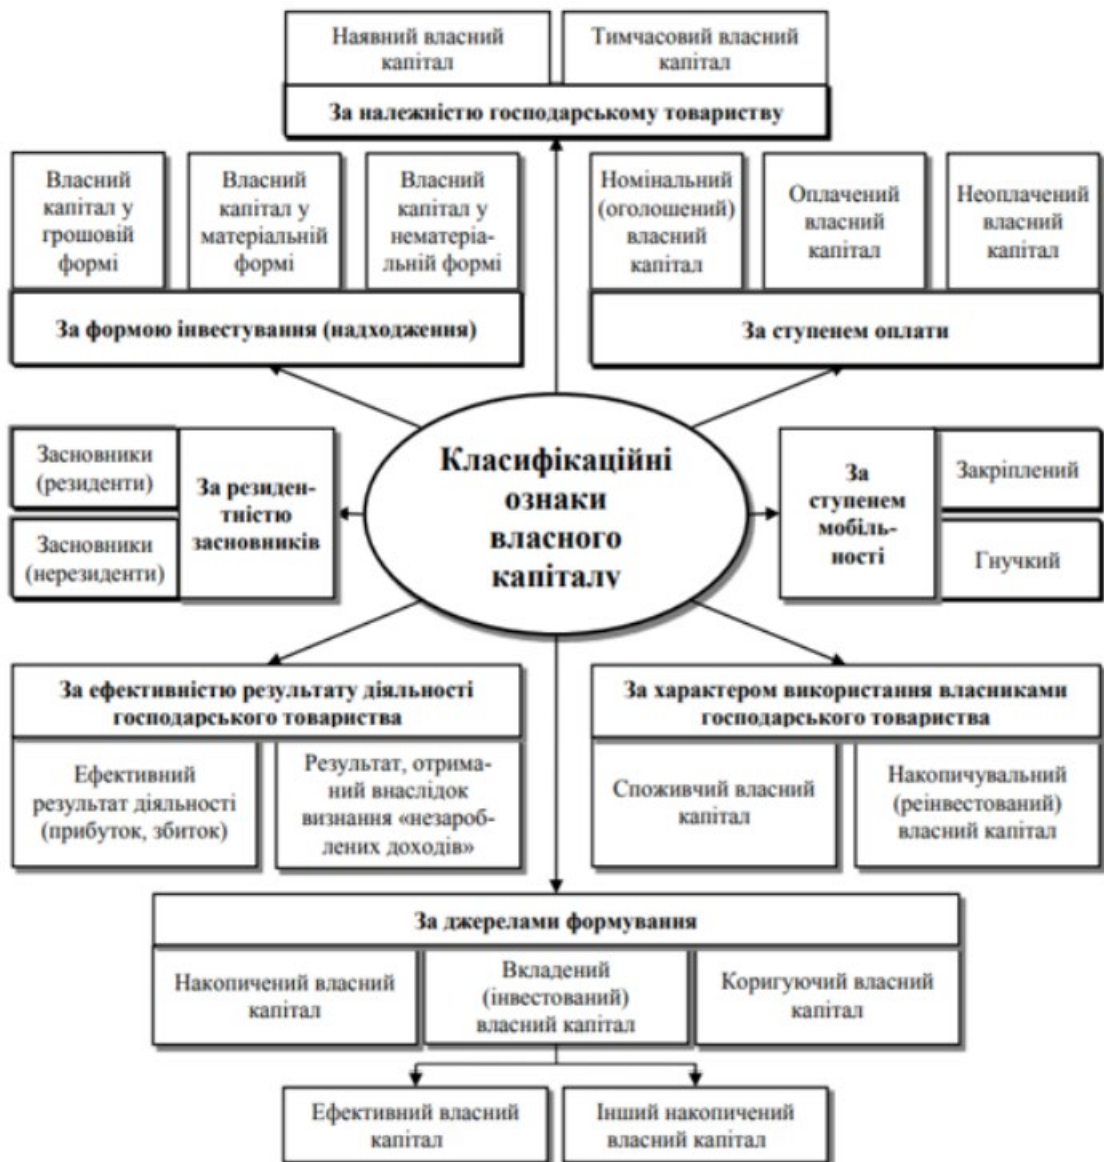 Наявний власний
капітал
Тимчасовий власний
капітал
За належністю господарському товариству
Власний
капітал у
грошовій
формі
Власний
капітал у
матеріальній
формі
Власний
капітал у
нематеріа-
льній формі
За формою інвестування (надходження)
Номінальний
(оголошений)
власний
капітал
Оплачений
власний
капітал
Неоплачений
власний
капітал
За ступенем оплати
Засновники
(резиденти)
Засновники
(нерезиденти)
За резиден-
тністю
засновників
Класифікаційні
ознаки
власного
капіталу
За
ступенем
мобіль-
ності
Закріплений
Гнучкий
За ефективністю результату діяльності
господарського товариства
Ефективний
результат діяльності
(прибуток, збиток)
Результат, отрима-
ний внаслідок
визнання «незароб-
лених доходів»
За характером використання власниками
господарського товариства
Споживчий власний
капітал
Накопичувальний
(реінвестований)
власний капітал
За джерелами формування
Накопичений власний
капітал
Вкладений
(інвестований)
власний капітал
Коригуючий власний
капітал
Ефективний власний
капітал
Інший накопичений
власний капітал